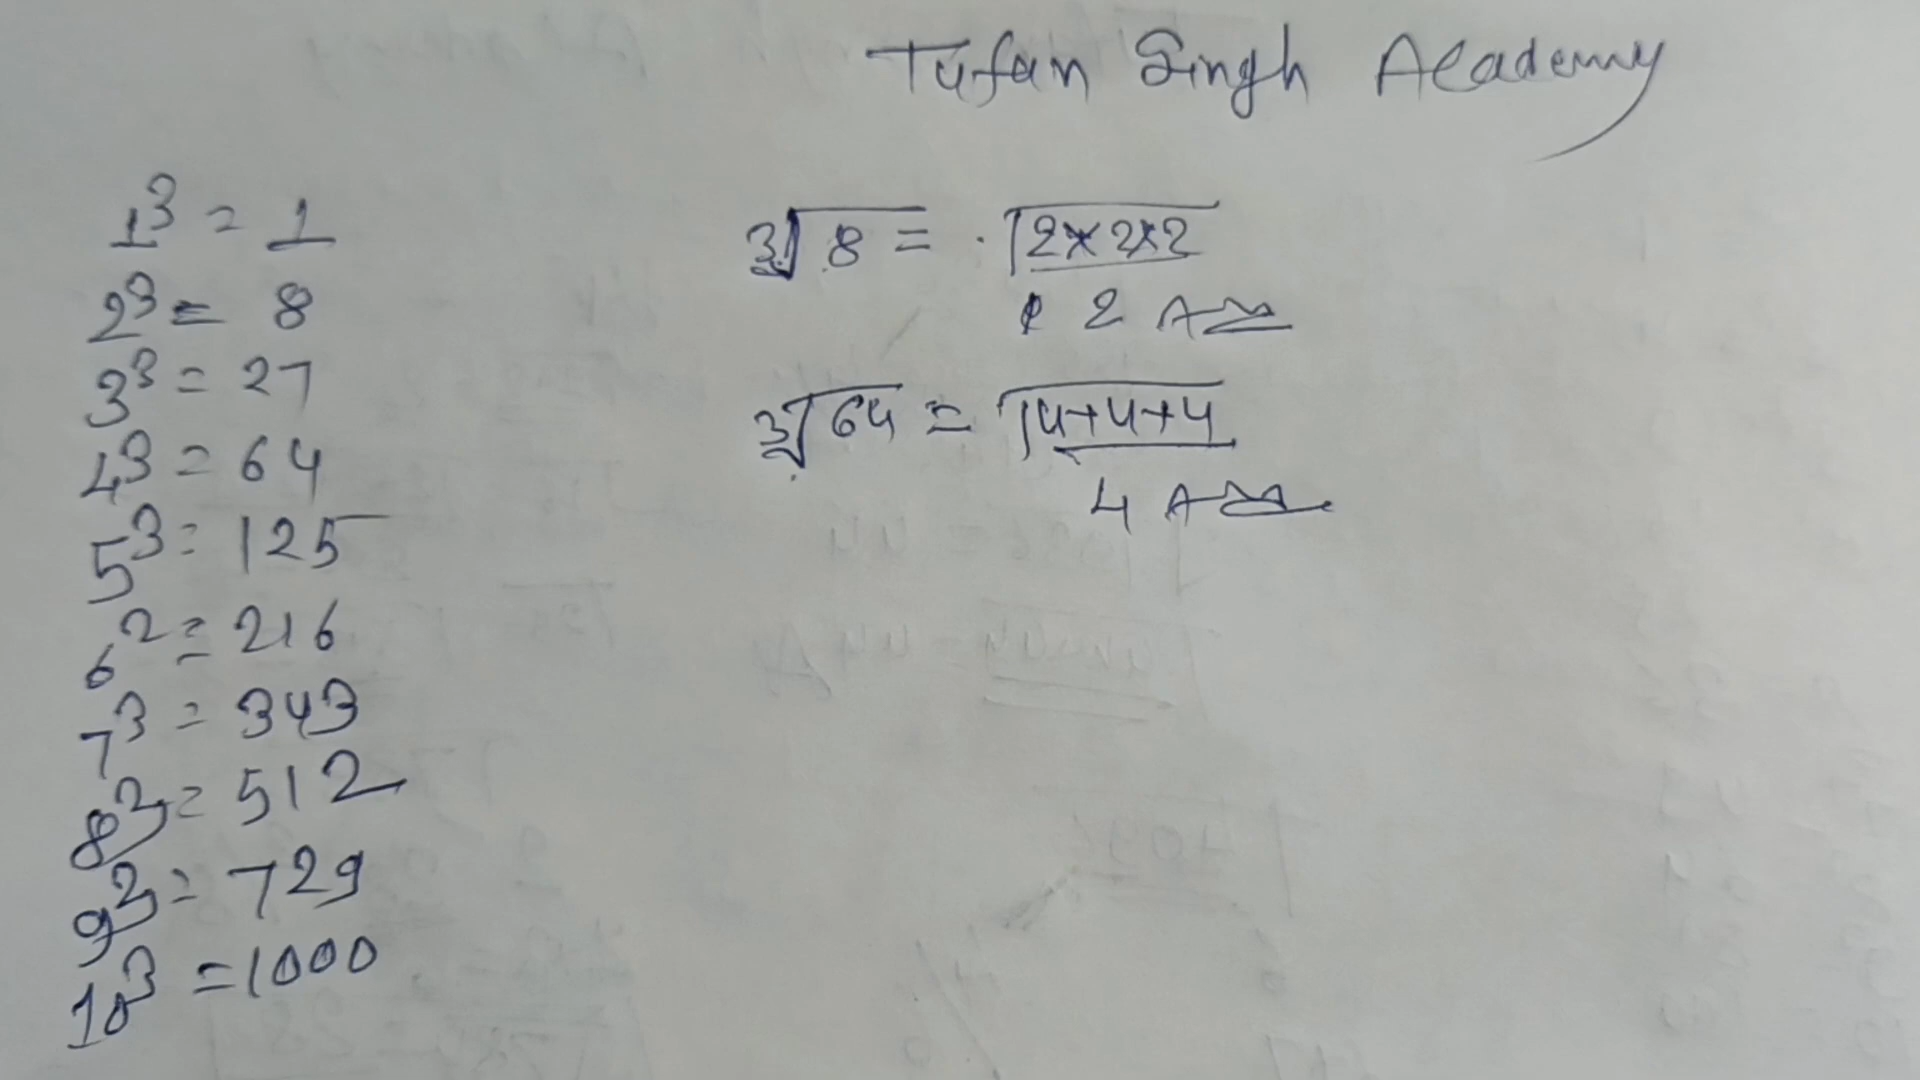 Tufan Singh Academy
1³ = 1
2³ = 8
3³ = 27
4³ = 64
5³ = 125
6² = 216
7³ = 343
8³ = 512
9³ = 729
10³ = 1000
∛8 = √2×2×2
2 Ans
∛64 = √4+4+4
4 Ans